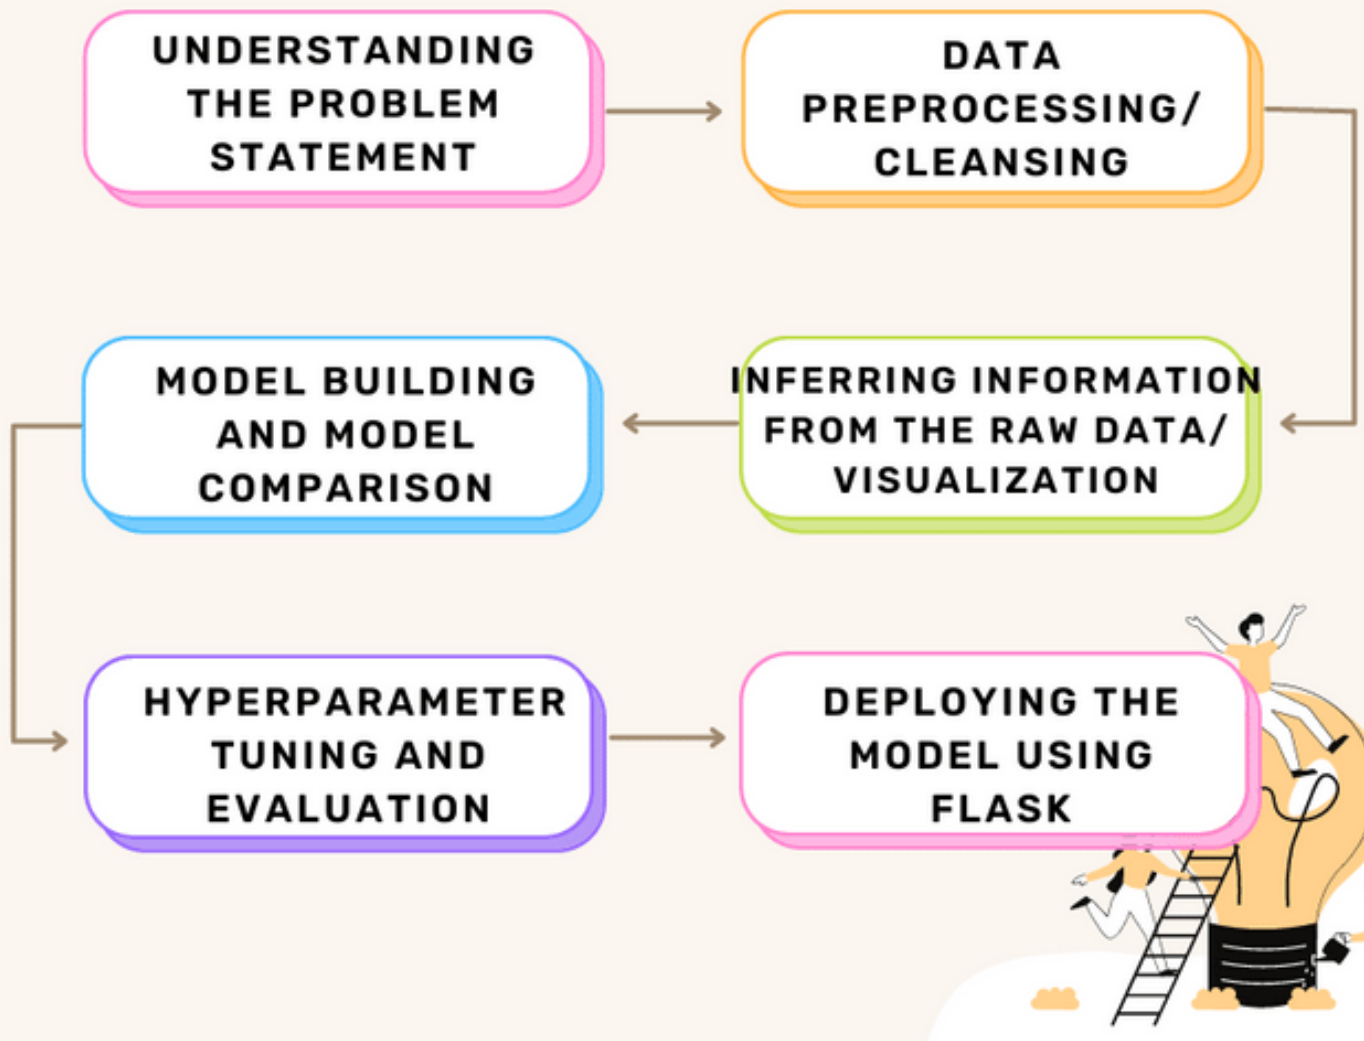 UNDERSTANDING
THE PROBLEM
STATEMENT
DATA
PREPROCESSING/
CLEANSING
INFERRING INFORMATION
FROM THE RAW DATA/
VISUALIZATION
MODEL BUILDING
AND MODEL
COMPARISON
HYPERPARAMETER
TUNING AND
EVALUATION
DEPLOYING THE
MODEL USING
FLASK